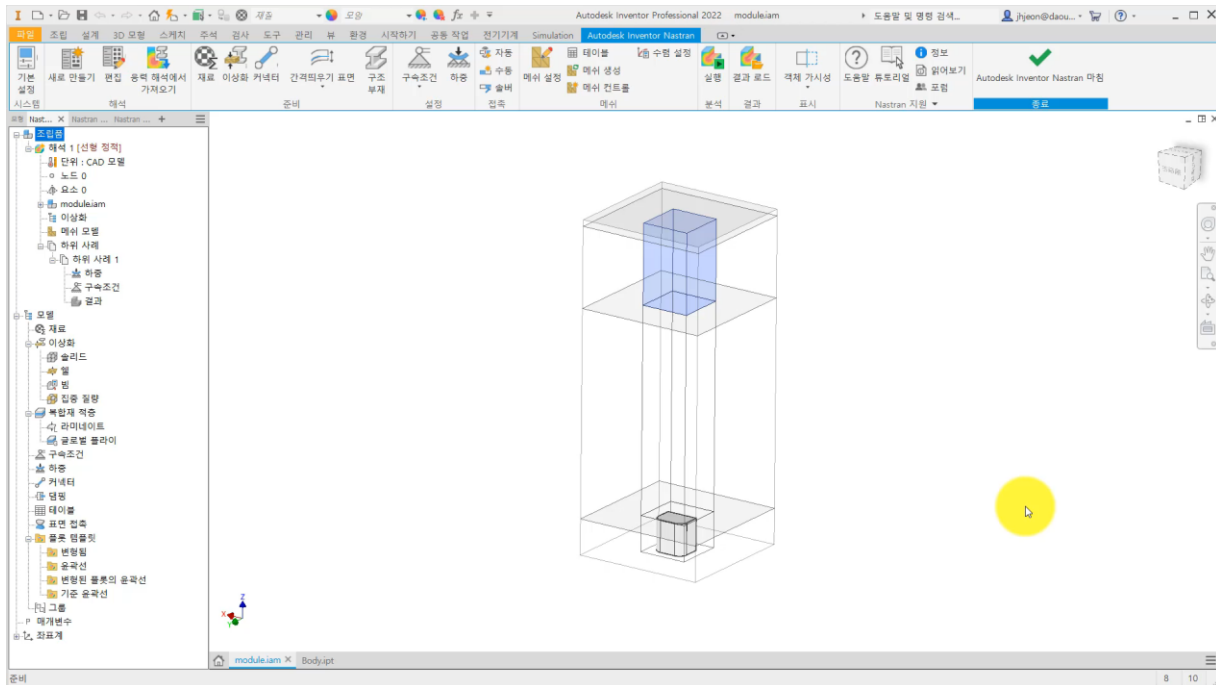 재질
모양
Autodesk Inventor Professional 2022 module.iam
도움말 및 명령 검색...
jhjeon@daou...
파일 조립 설계 3D 모형 스케치 주석 검사 도구 관리 뷰 환경 시작하기 공동 작업 전기기계 Simulation Autodesk Inventor Nastran
기본 설정
새로 만들기
편집
응력 해석에서 가져오기
재료
이상화
커넥터
간격띄우기 표면
구조 부재
구속조건
하중
자동
수동
솔버
메쉬 설정
테이블
메쉬 생성
메쉬 컨트롤
수렴 설정
실행
결과 로드
객체 가시성
도움말
튜토리얼
정보
읽어보기
포럼
Autodesk Inventor Nastran 마침
시스템 해석 준비 설정 접촉 메쉬 분석 결과 표시 Nastran 지원 종료
모형 Nast... Nastran ... Nastran ...
조립품
해석 1 [선형 정적]
단위 : CAD 모델
노드 0
요소 0
module.iam
이상화
메쉬 모델
하위 사례
하위 사례 1
하중
구속조건
결과
모델
재료
이상화
솔리드
쉘
빔
집중 질량
복합재 적층
라미네이트
글로벌 플라이
구속조건
하중
커넥터
댐핑
테이블
표면 접촉
플롯 템플릿
변형됨
윤곽선
변형된 플롯의 윤곽선
기준 윤곽선
그룹
매개변수
좌표계
Z
X
Y
module.iam Body.ipt
준비
8 10